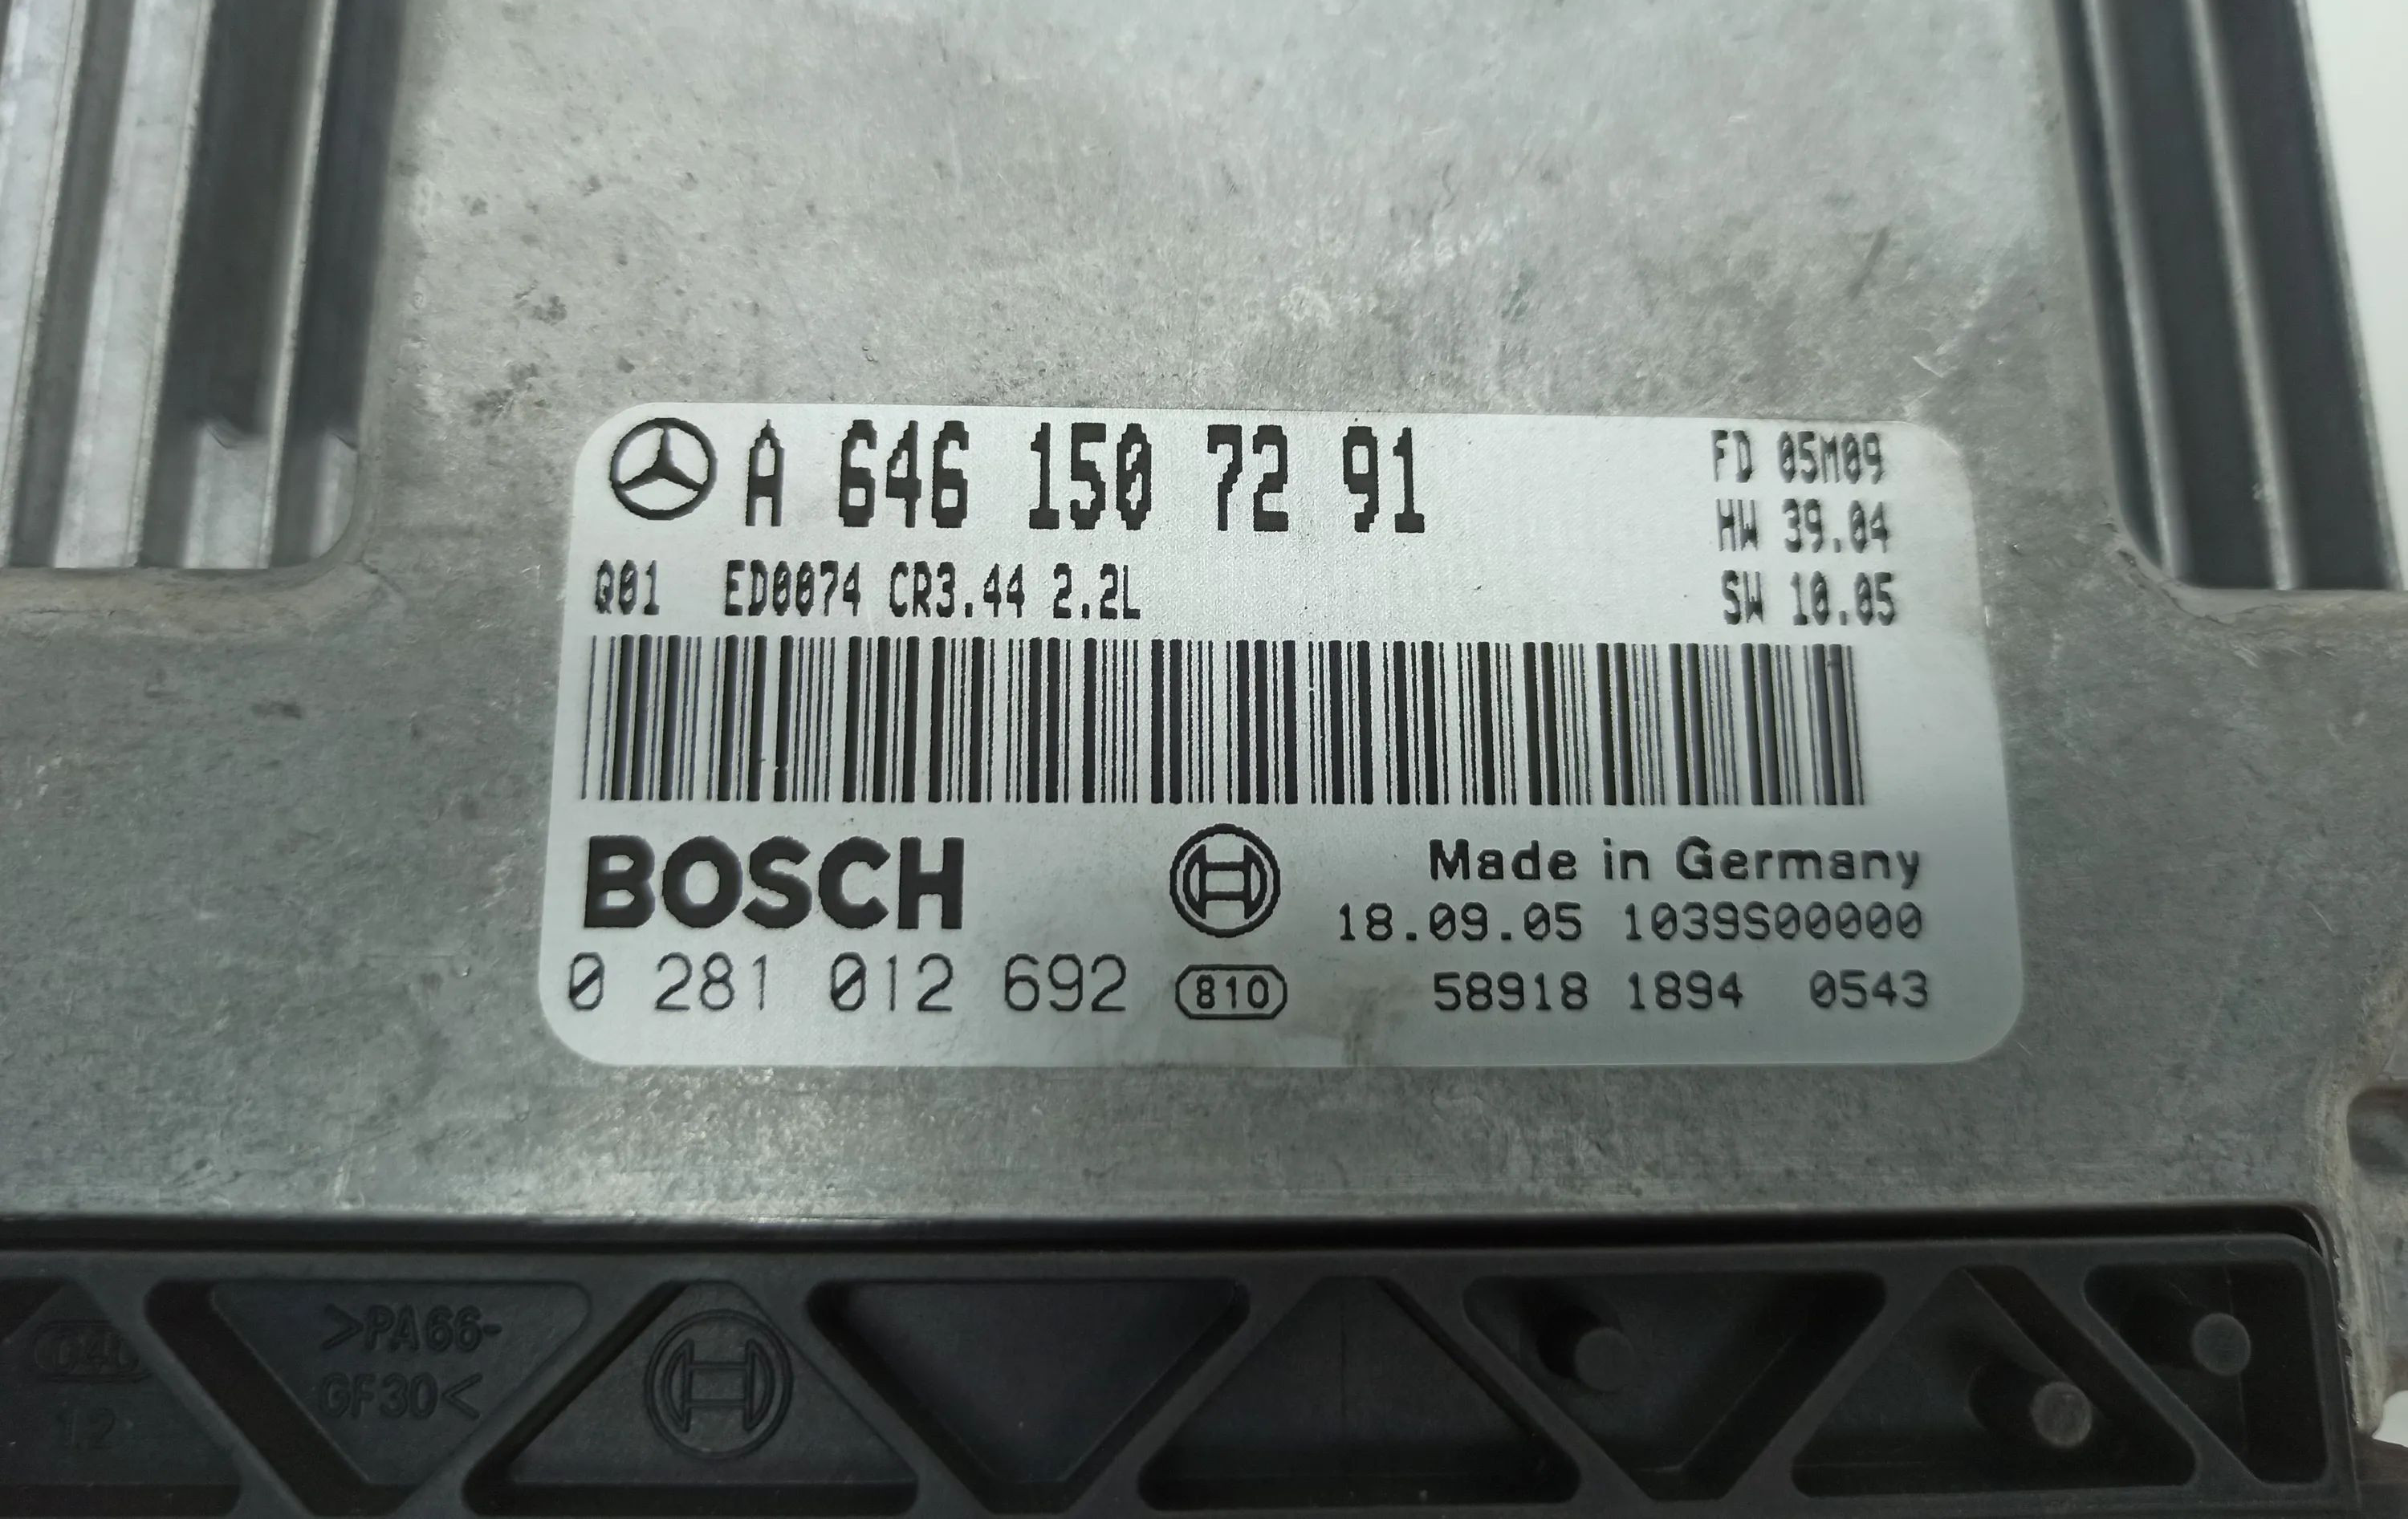 A 646 150 72 91
FD 05M09
HW 39.04
Q01 ED0074 CR3.44 2.2L
SW 10.05
BOSCH
Made in Germany
18.09.05 1039S00000
0 281 012 692
810
58918 1894 0543
>PA66-
GF30<
12